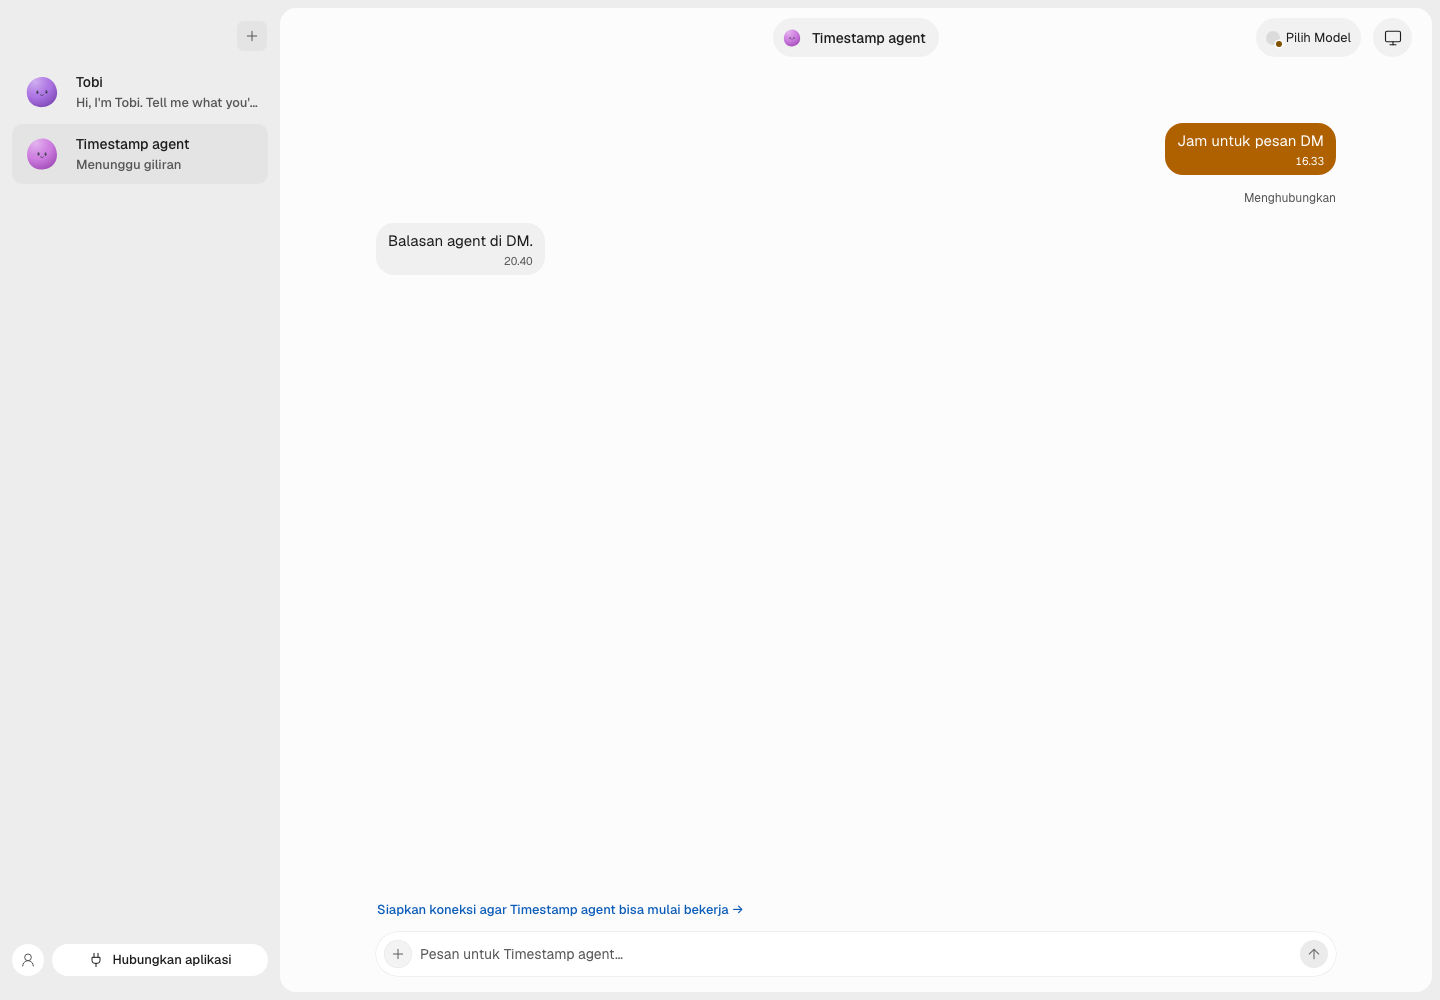 Tobi
Hi, I'm Tobi. Tell me what you'...
Timestamp agent
Menunggu giliran
Hubungkan aplikasi
Timestamp agent
Pilih Model
Jam untuk pesan DM
16.33
Menghubungkan
Balasan agent di DM.
20.40
Siapkan koneksi agar Timestamp agent bisa mulai bekerja →
Pesan untuk Timestamp agent...